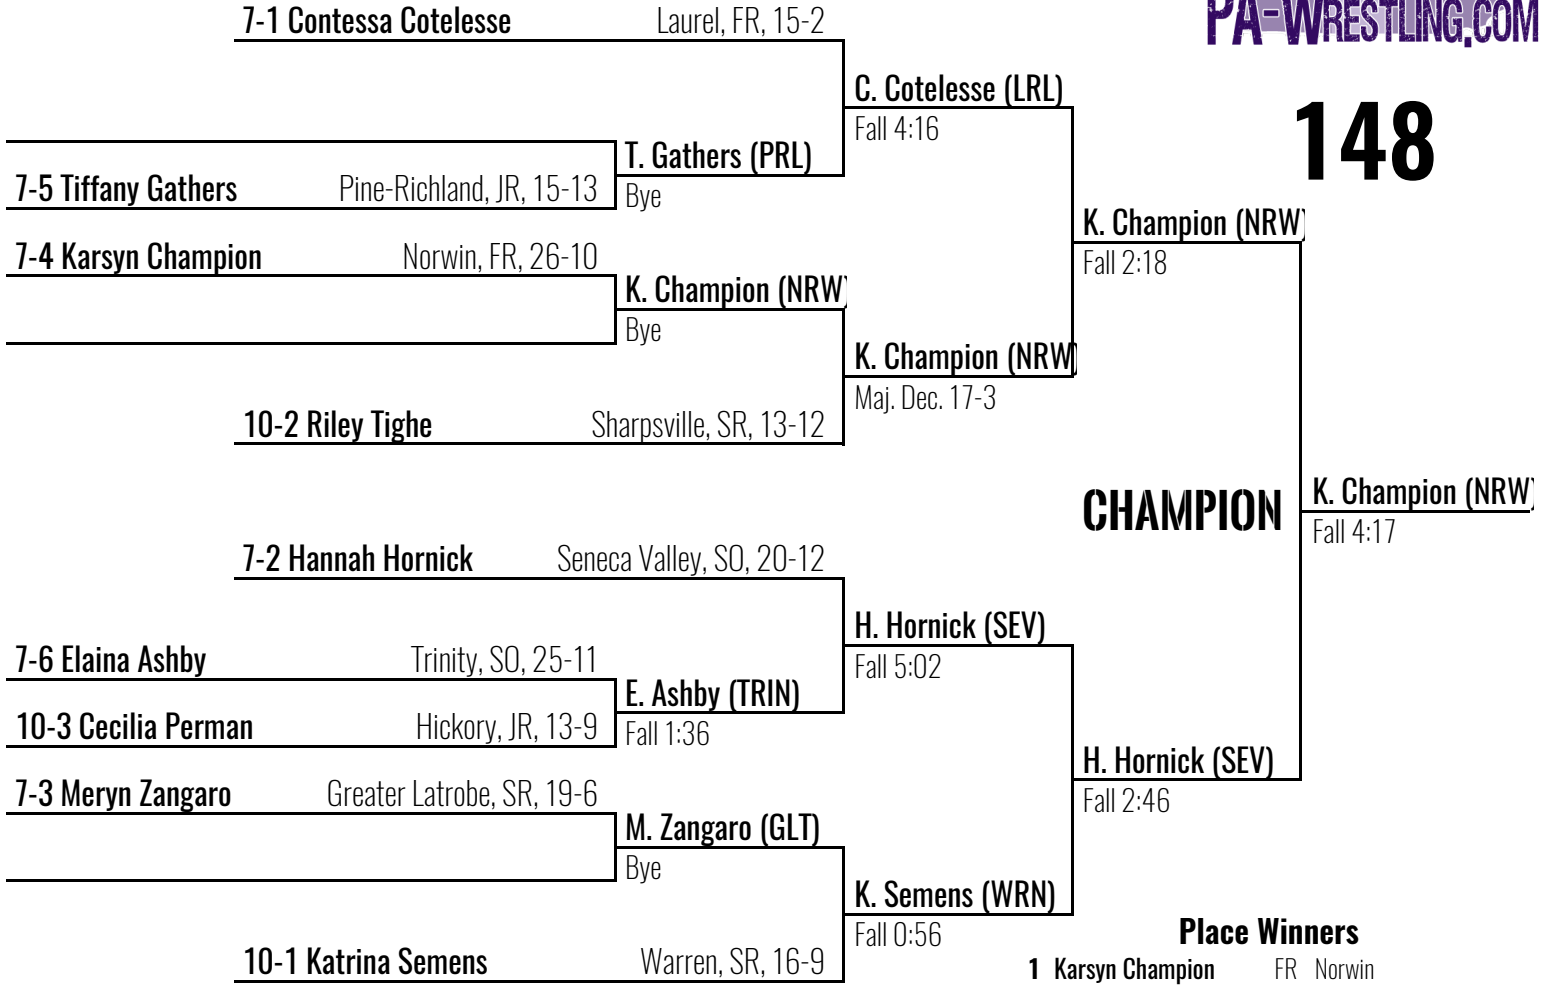 PA-WRESTLING.COM
148
7-1 Contessa Cotelesse Laurel, FR, 15-2
C. Cotelesse (LRL)
Fall 4:16
T. Gathers (PRL)
7-5 Tiffany Gathers Pine-Richland, JR, 15-13
Bye
K. Champion (NRW)
Fall 2:18
7-4 Karsyn Champion Norwin, FR, 26-10
K. Champion (NRW)
Bye
K. Champion (NRW)
Maj. Dec. 17-3
10-2 Riley Tighe Sharpsville, SR, 13-12
CHAMPION
K. Champion (NRW)
Fall 4:17
7-2 Hannah Hornick Seneca Valley, SO, 20-12
H. Hornick (SEV)
Fall 5:02
7-6 Elaina Ashby Trinity, SO, 25-11
E. Ashby (TRIN)
10-3 Cecilia Perman Hickory, JR, 13-9
Fall 1:36
H. Hornick (SEV)
Fall 2:46
7-3 Meryn Zangaro Greater Latrobe, SR, 19-6
M. Zangaro (GLT)
Bye
K. Semens (WRN)
Fall 0:56
10-1 Katrina Semens Warren, SR, 16-9
Place Winners
1 Karsyn Champion FR Norwin